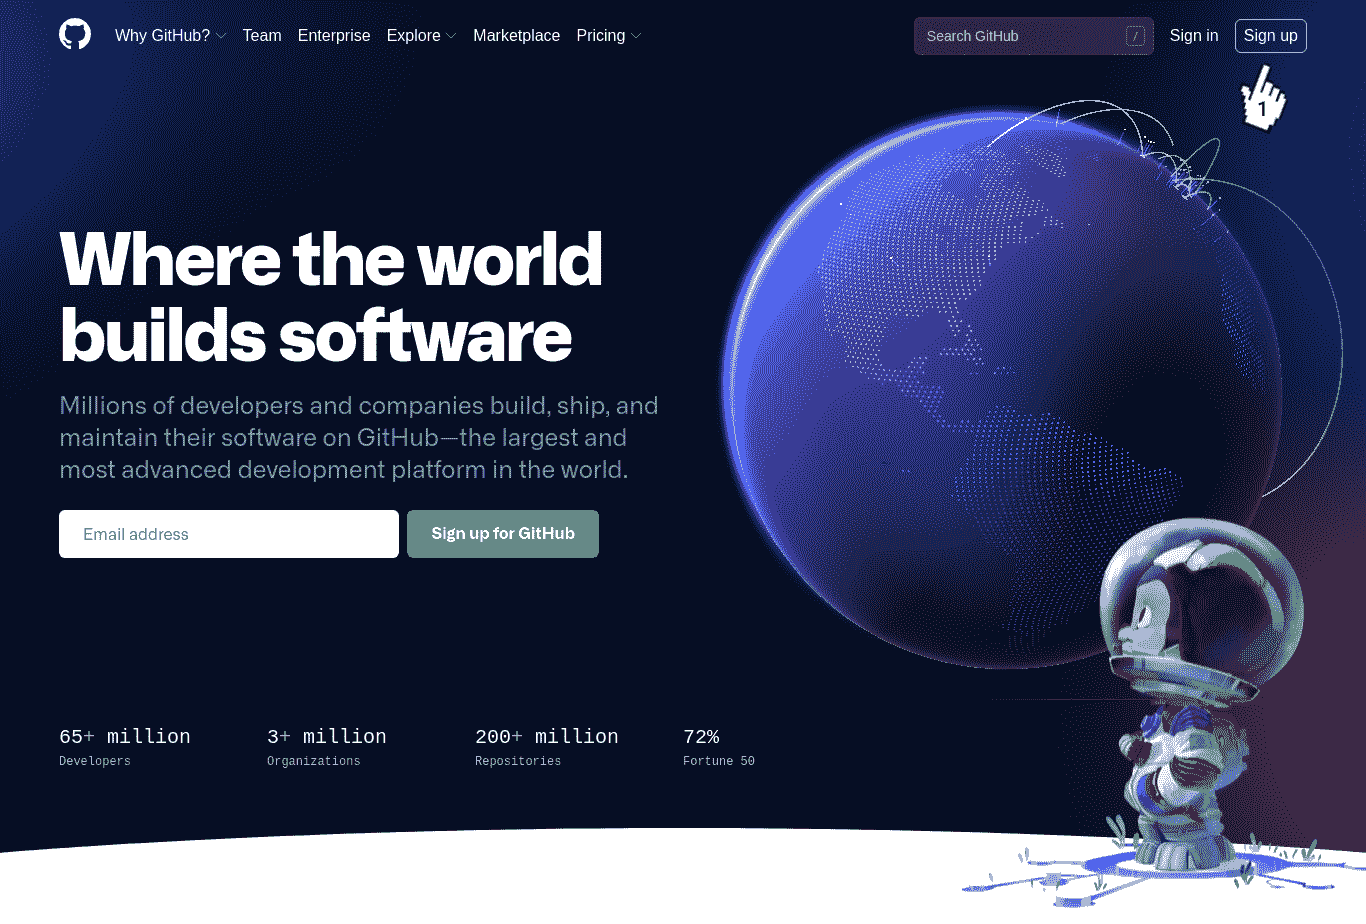 Why GitHub? Team Enterprise Explore Marketplace Pricing Search GitHub / Sign in Sign up
1
Where the world
builds software
Millions of developers and companies build, ship, and
maintain their software on GitHub—the largest and
most advanced development platform in the world.
Email address Sign up for GitHub
65+ million 3+ million 200+ million 72%
Developers Organizations Repositories Fortune 50